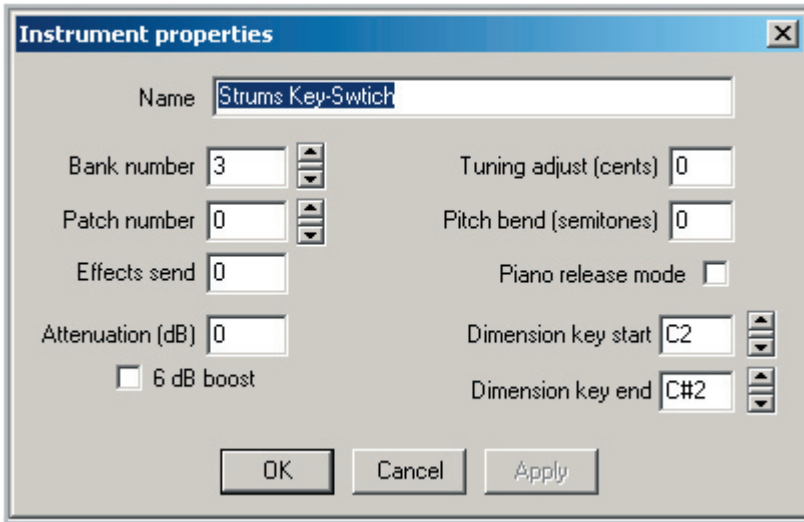 Instrument properties
Name Strums Key-Swtich
Bank number 3 Tuning adjust (cents) 0
Patch number 0 Pitch bend (semitones) 0
Effects send 0 Piano release mode
Attenuation (dB) 0 Dimension key start C2
6 dB boost Dimension key end C#2
OK Cancel Apply